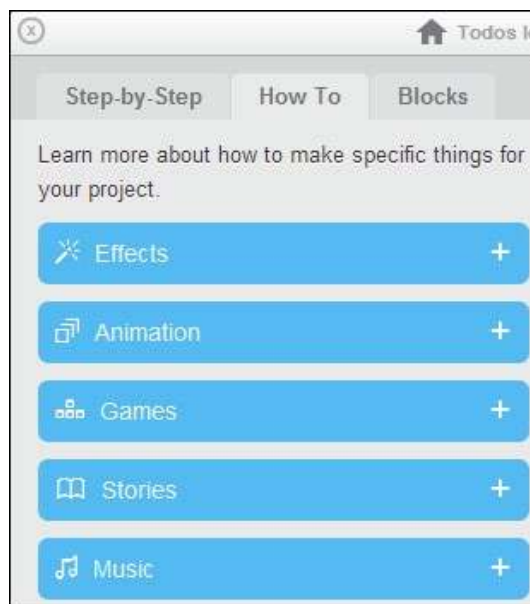 Todos
Step-by-Step How To Blocks
Learn more about how to make specific things for
your project.
Effects +
Animation +
Games +
Stories +
Music +